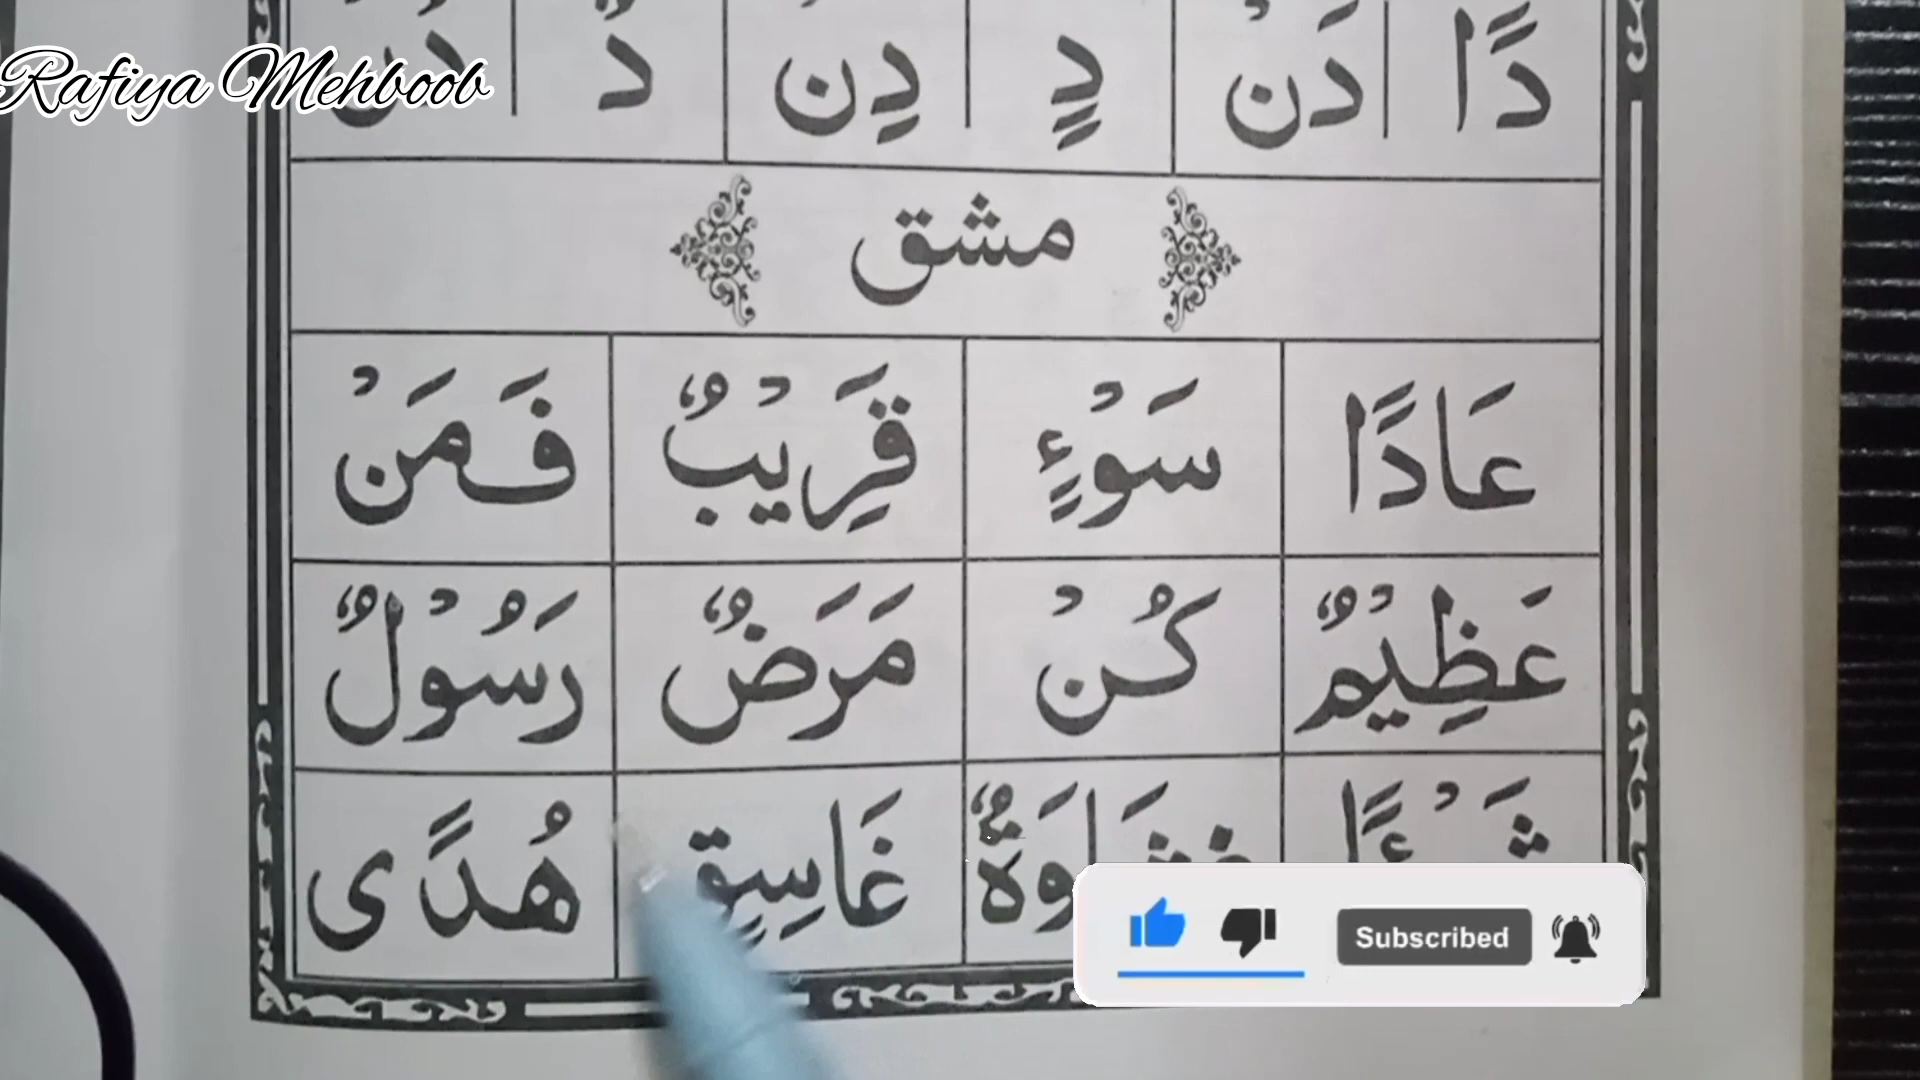 Rafiya Mehboob
دًا دَنْ دٍ دِنْ دٌ دُنْ
مشق
عَادًا سَوْءٍ قَرِيْبٌ فَمَنْ
عَظِيْمٌ كُنْ مَرَضٌ رَسُوْلٌ
غَاسِقٍ هُدًى
Subscribed